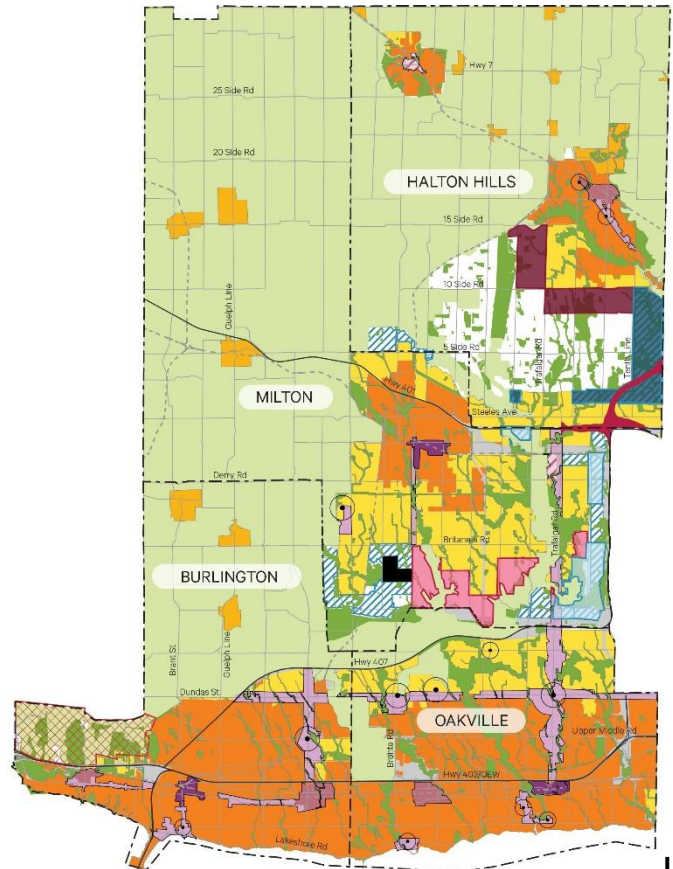 Hwy 7
25 Side Rd
20 Side Rd
HALTON HILLS
15 Side Rd
10 Side Rd
Guelph Line
5 Side Rd
Trafalgar Rd
Tenth Line
Hwy 401
MILTON
Steeles Ave
Derry Rd
Trafalgar Rd
Britannia Rd
BURLINGTON
Brant St
Guelph Line
Hwy 407
Dundas St
OAKVILLE
Bronte Rd
Upper Middle Rd
Hwy 403/QEW
Lakeshore Rd